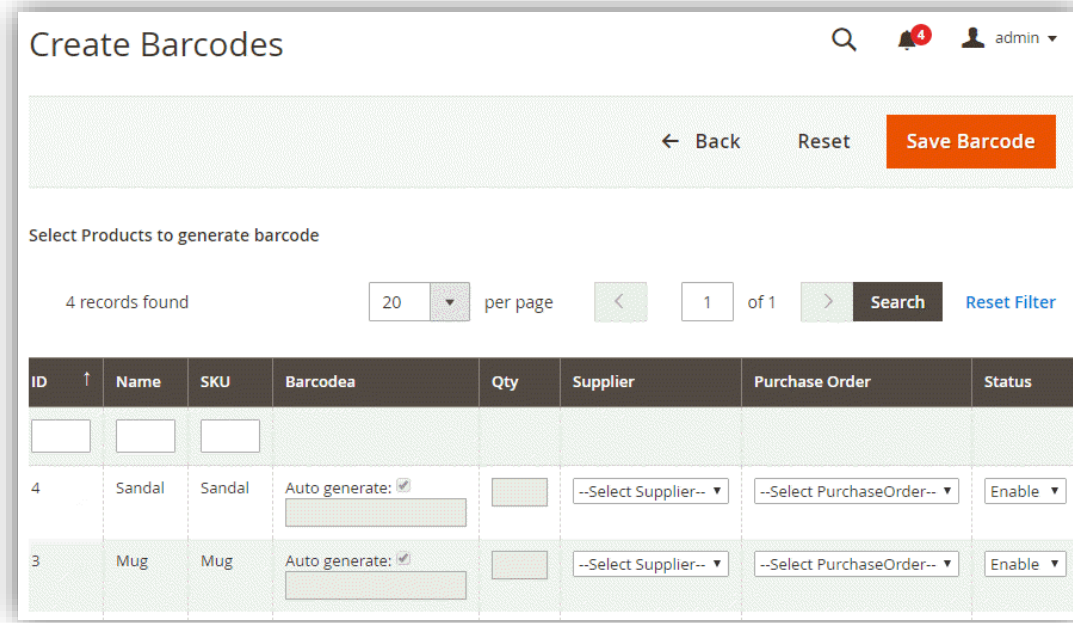 Create Barcodes
4
admin
← Back
Reset
Save Barcode
Select Products to generate barcode
4 records found
20
per page
1
of 1
Search
Reset Filter
ID ↑
Name
SKU
Barcodea
Qty
Supplier
Purchase Order
Status
4
Sandal
Sandal
Auto generate:
--Select Supplier--
--Select PurchaseOrder--
Enable
3
Mug
Mug
Auto generate:
--Select Supplier--
--Select PurchaseOrder--
Enable